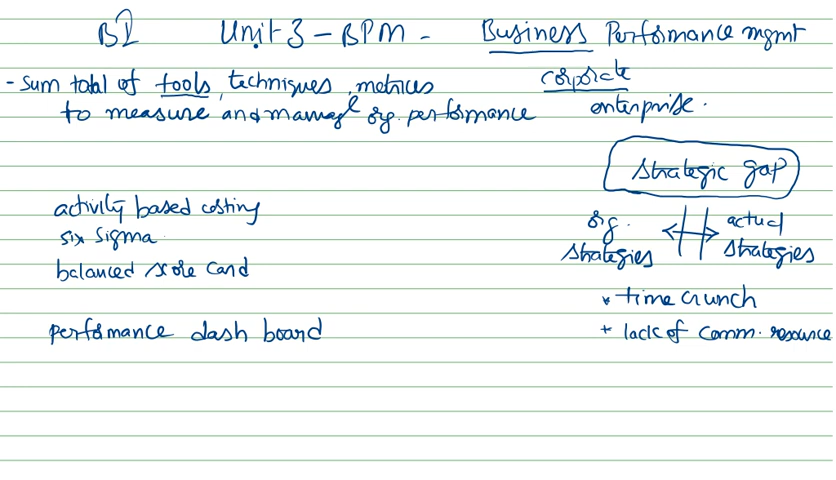 BI Unit 3 - BPM - Business Performance mgmt
- Sum total of tools, techniques, metrices
to measure and manage org. performance
corporate
enterprise.
Strategic gap
org. strategies
actual strategies
* time crunch
+ lack of comm. resource
activity based costing
six sigma
balanced score card
performance dash board